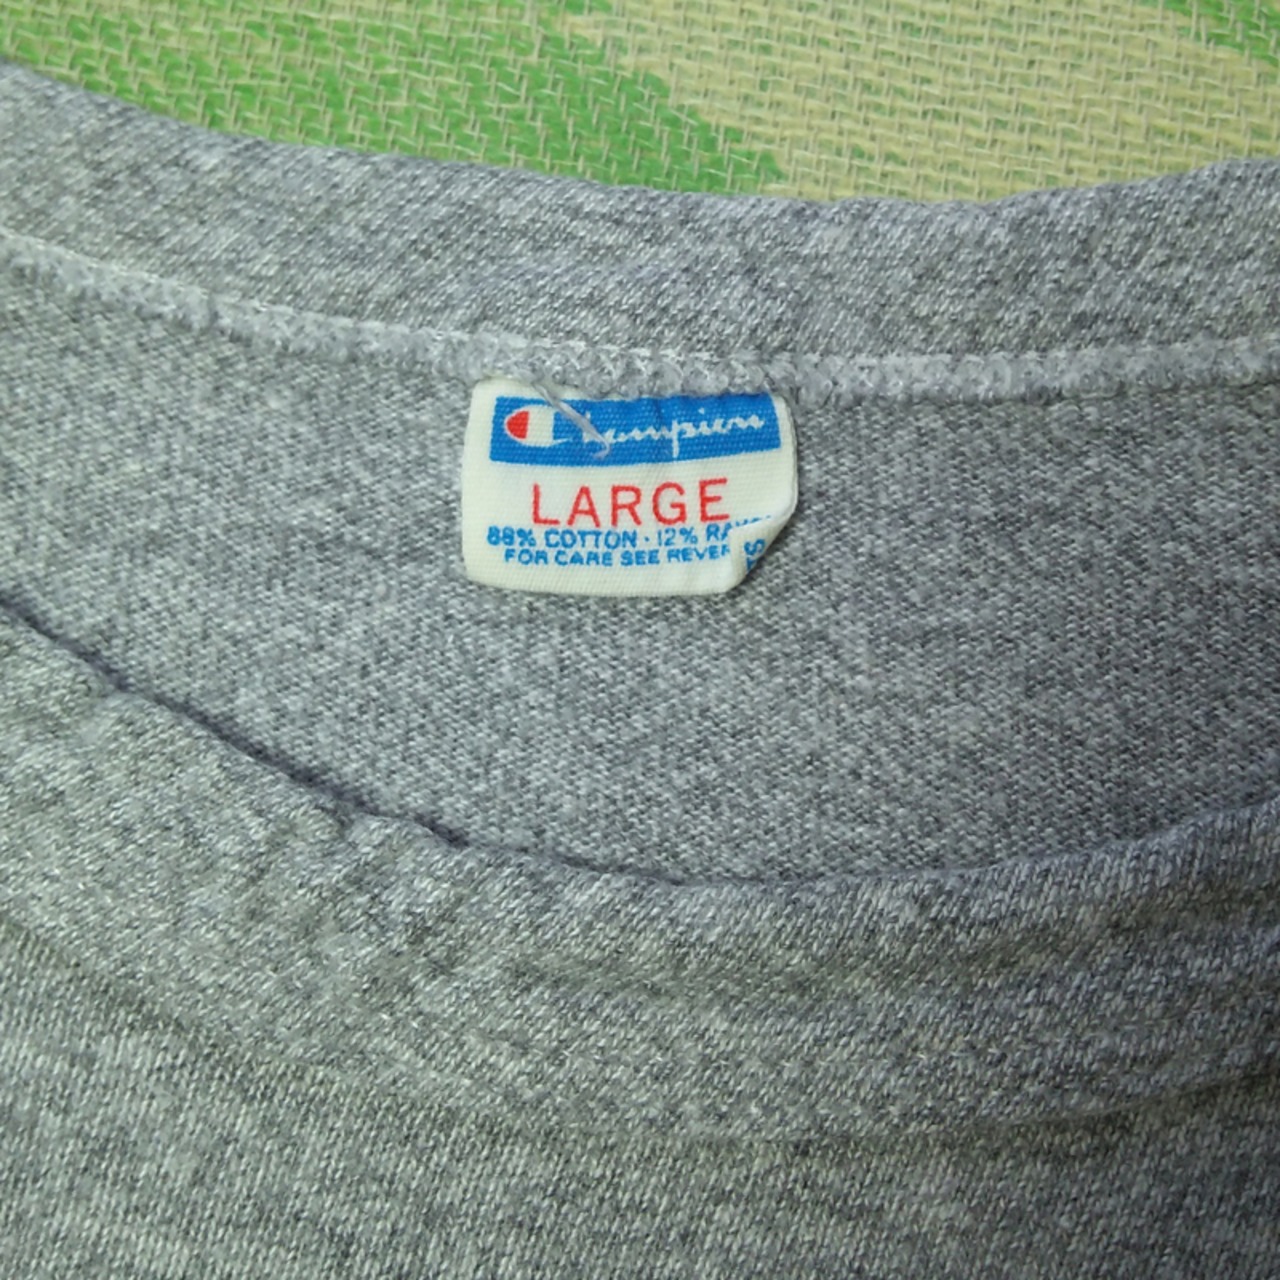 Champion
LARGE
88% COTTON · 12%
FOR CARE SEE